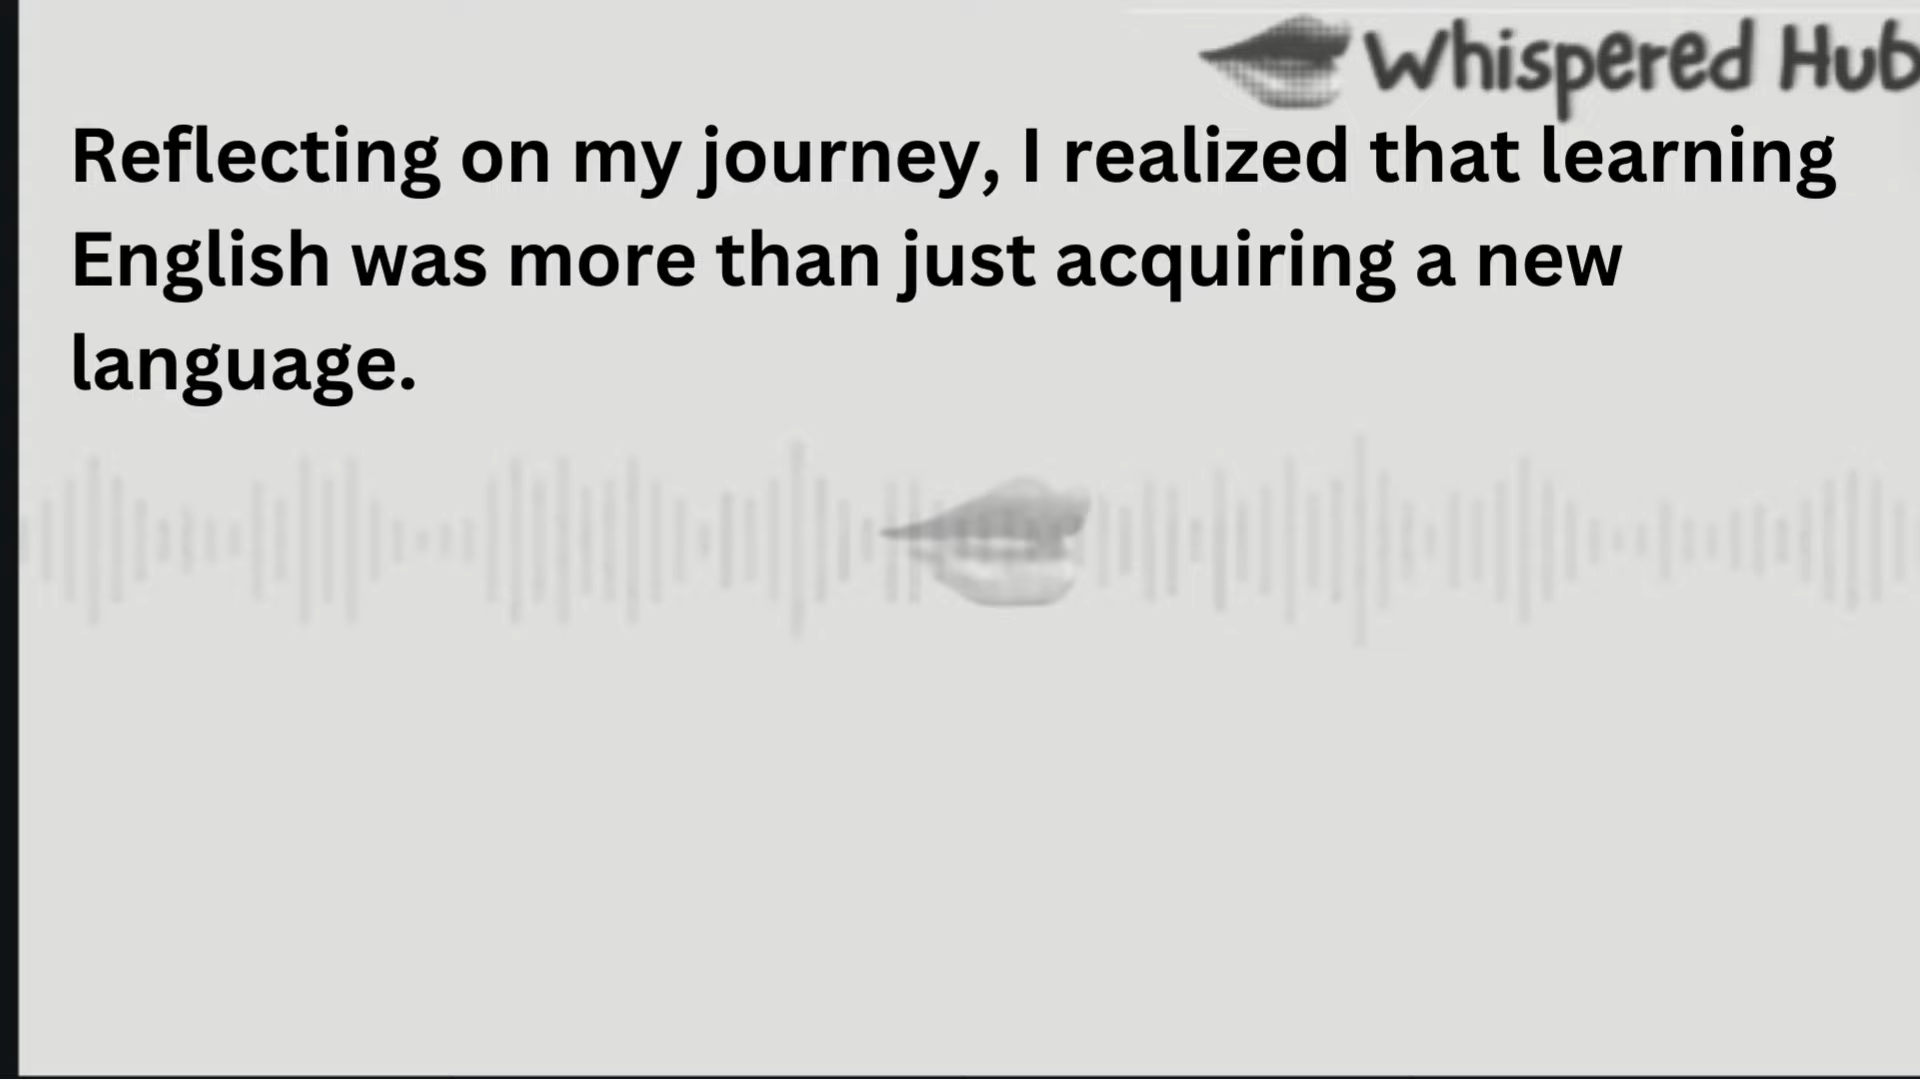 Whispered Hub
Reflecting on my journey, I realized that learning
English was more than just acquiring a new
language.